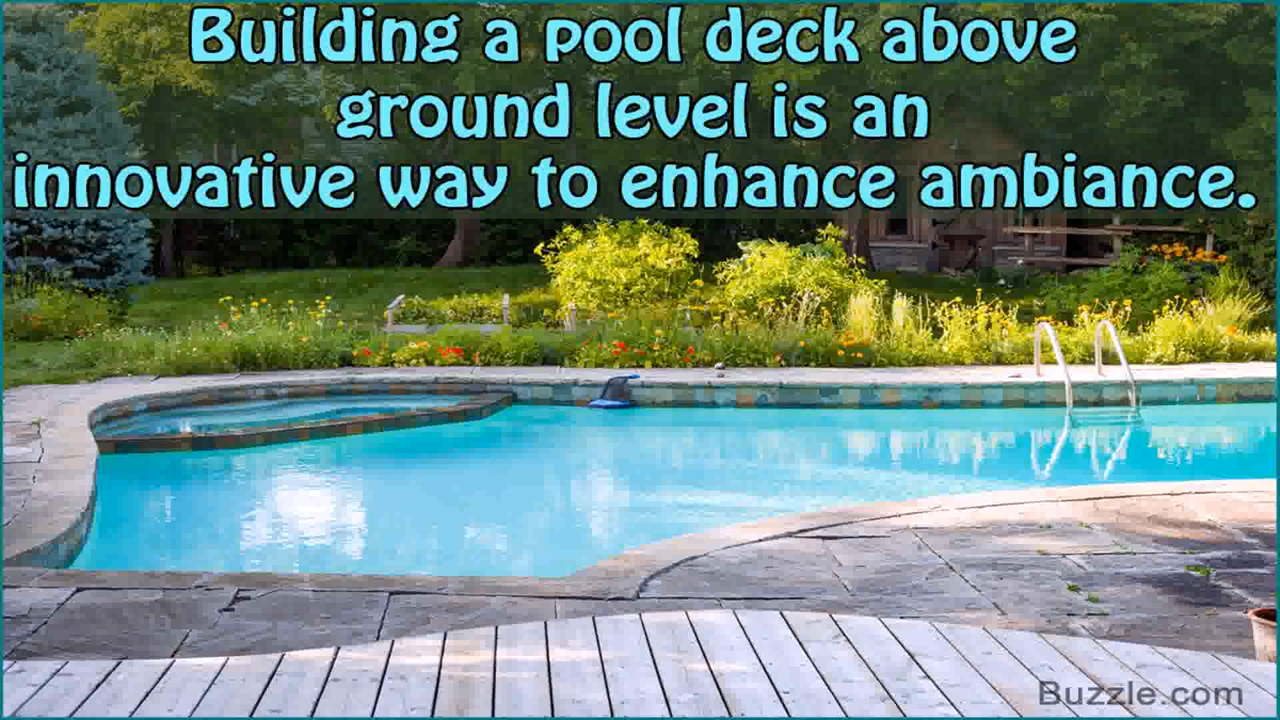 Building a pool deck above
ground level is an
innovative way to enhance ambiance.
Buzzle.com